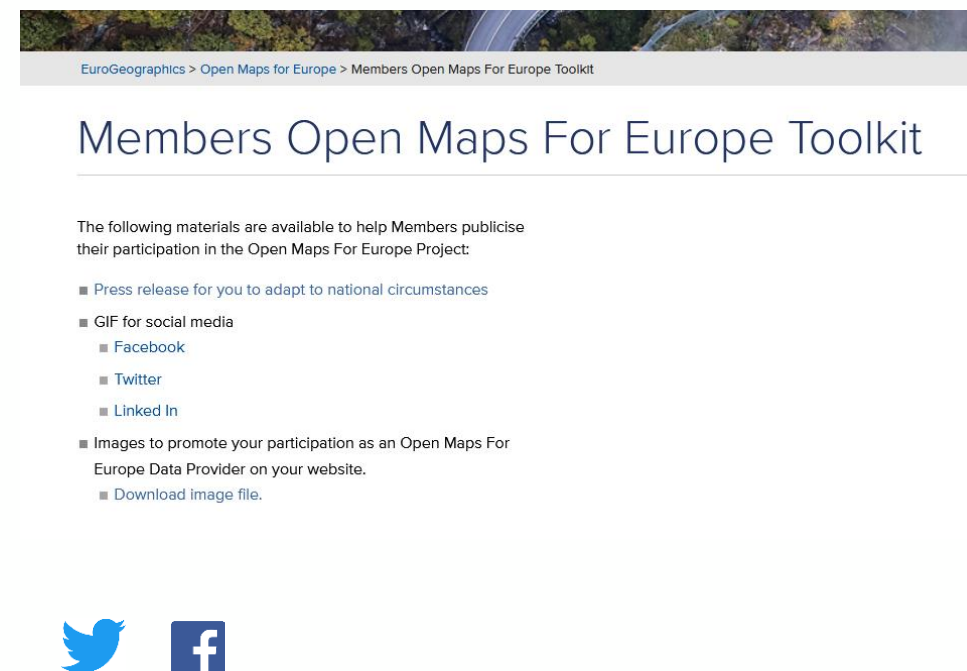 EuroGeographics > Open Maps for Europe > Members Open Maps For Europe Toolkit
Members Open Maps For Europe Toolkit
The following materials are available to help Members publicise
their participation in the Open Maps For Europe Project:
Press release for you to adapt to national circumstances
GIF for social media
Facebook
Twitter
Linked In
Images to promote your participation as an Open Maps For
Europe Data Provider on your website.
Download image file.